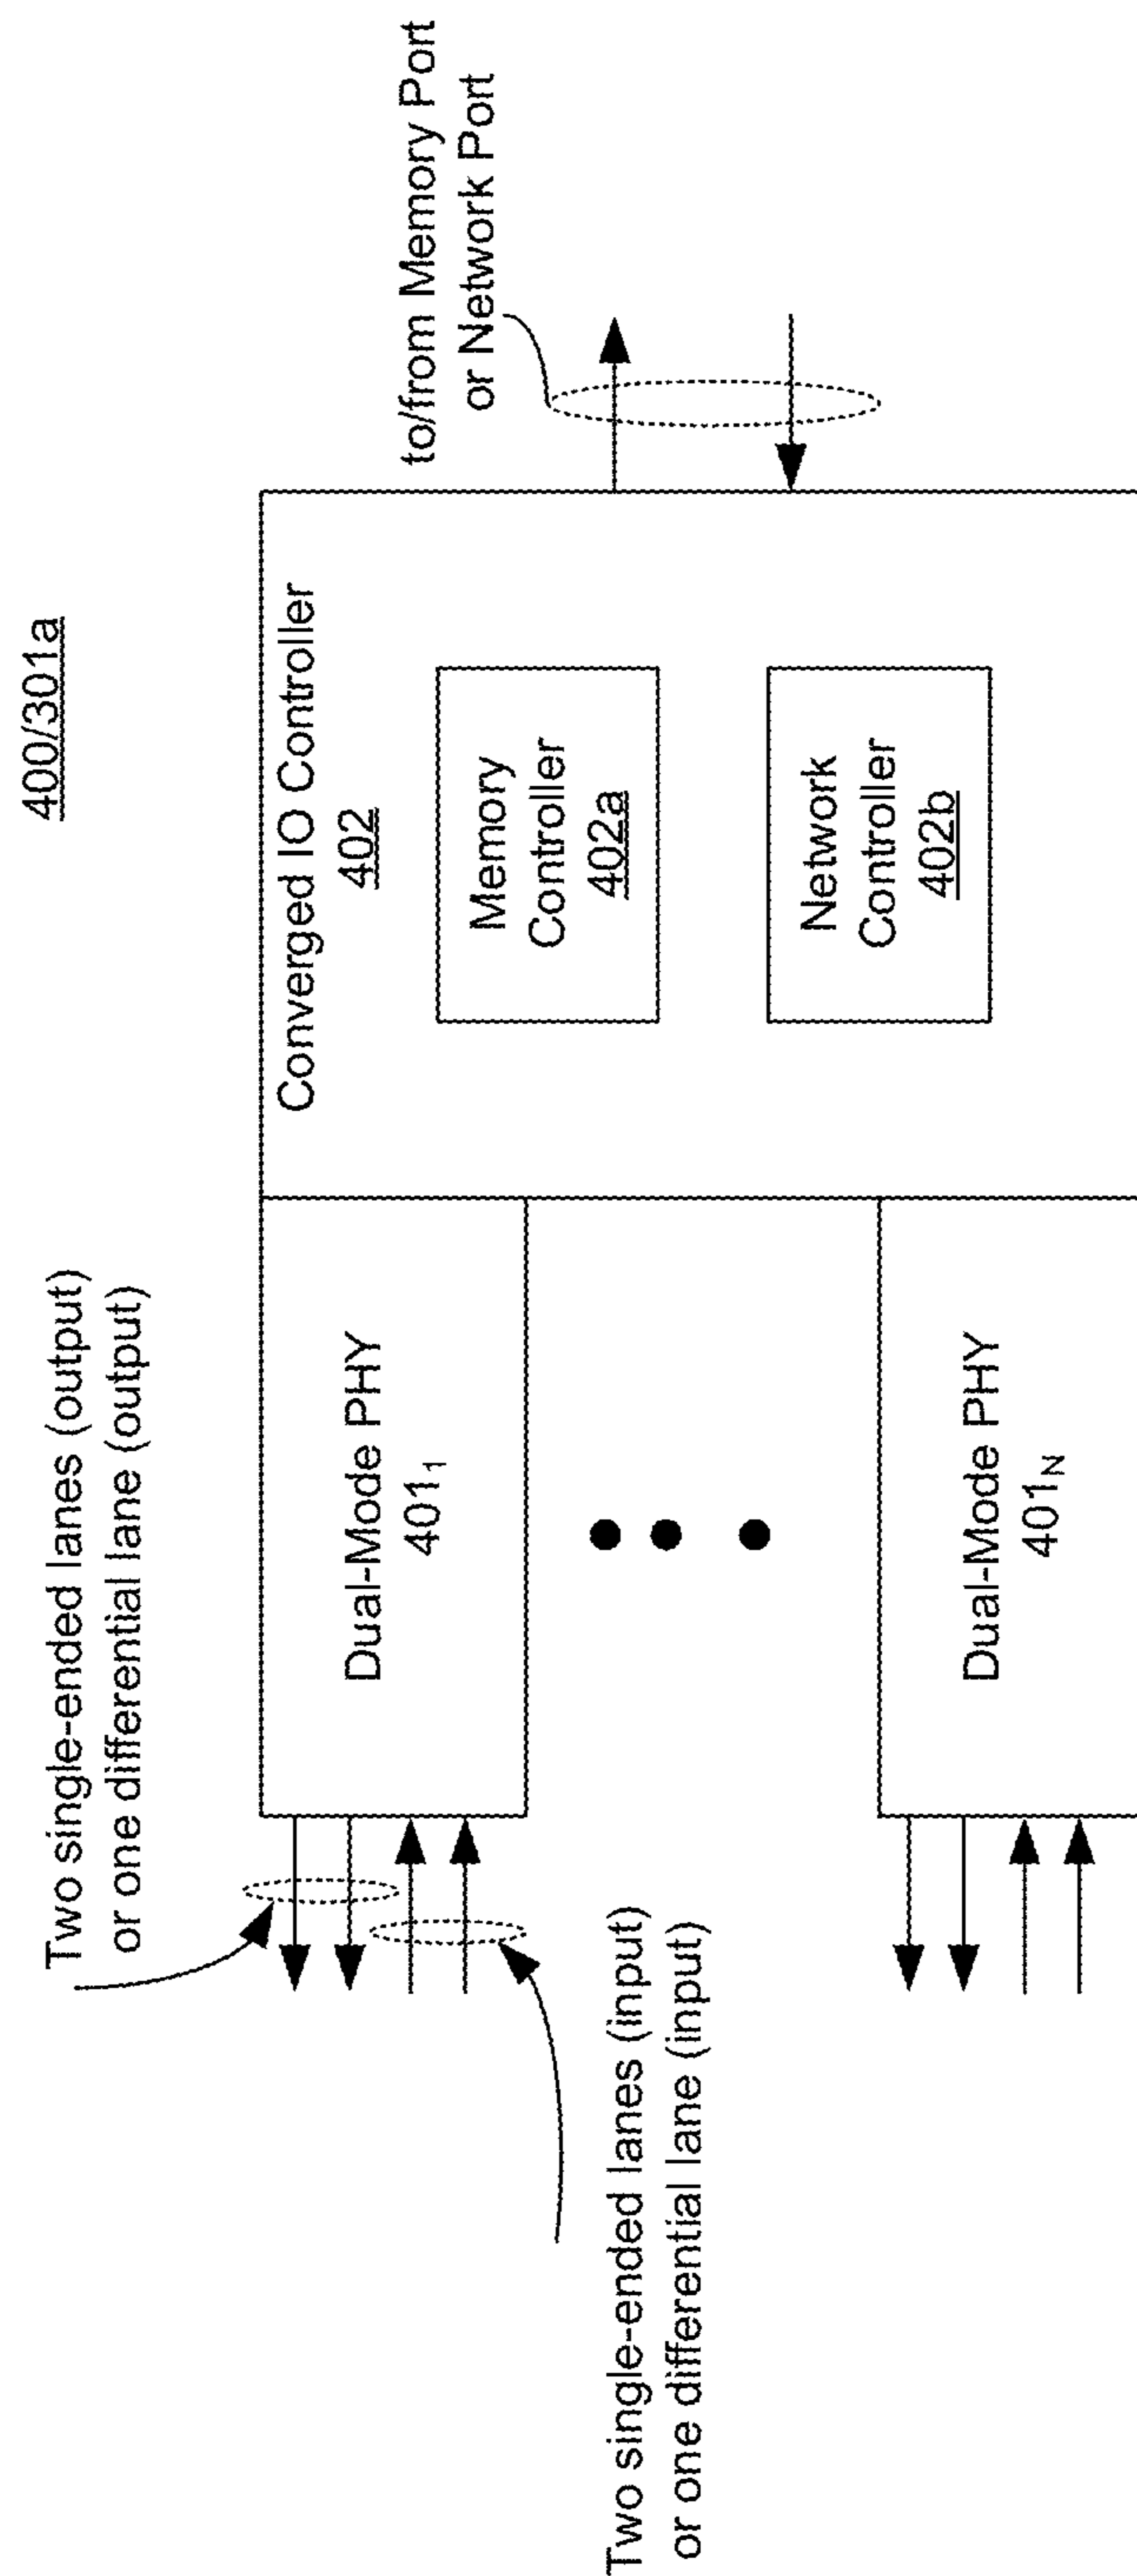 400/301a
Two single-ended lanes (output)
or one differential lane (output)
Two single-ended lanes (input)
or one differential lane (input)
Dual-Mode PHY
401₁
Dual-Mode PHY
401ɴ
Converged IO Controller
402
Memory
Controller
402a
Network
Controller
402b
to/from Memory Port
or Network Port